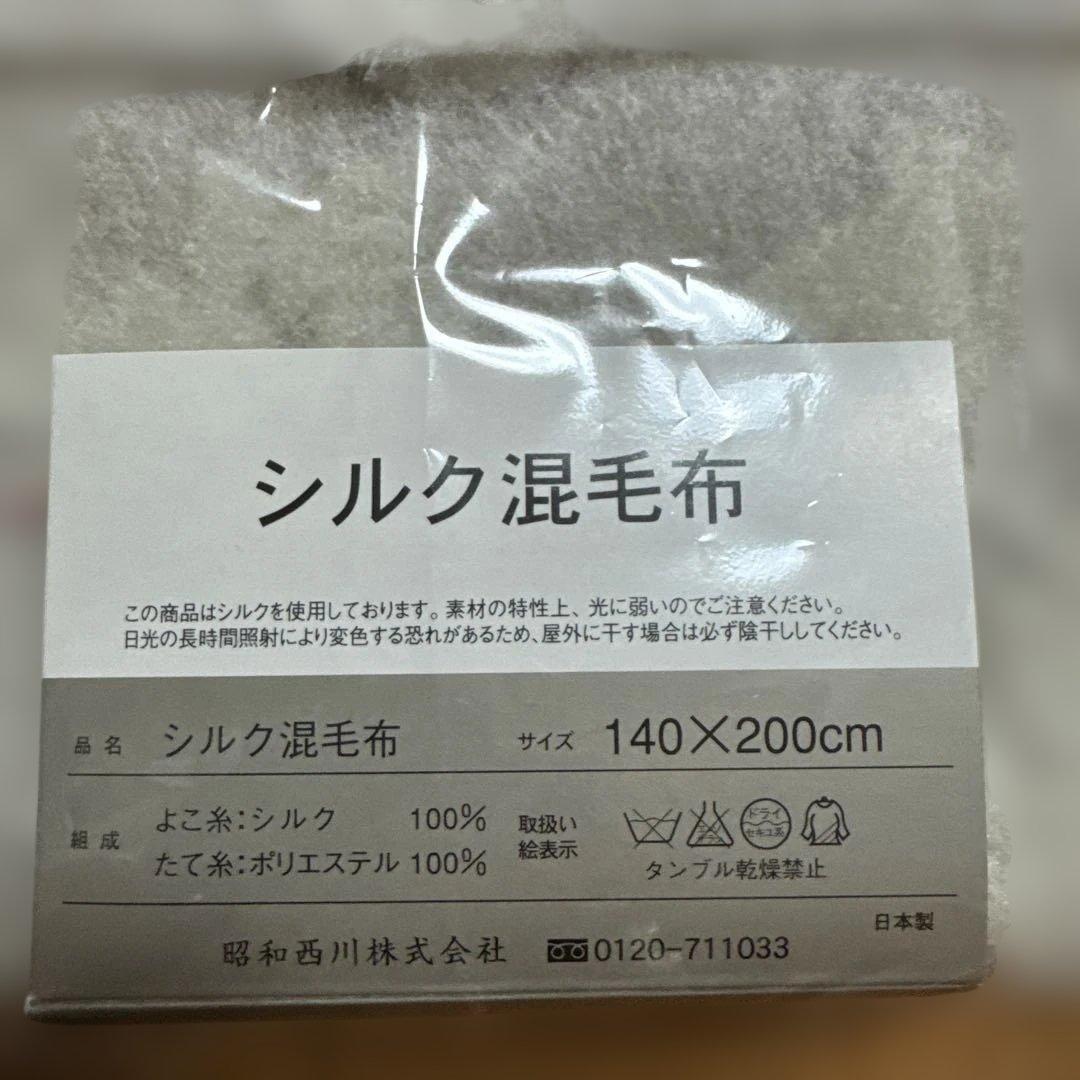 シルク混毛布
この商品はシルクを使用しております。素材の特性上、光に弱いのでご注意ください。
日光の長時間照射により変色する恐れがあるため、屋外に干す場合は必ず陰干ししてください。
品名 シルク混毛布 サイズ 140×200cm
組成 よこ糸:シルク 100%
たて糸:ポリエステル 100%
取扱い
絵表示
ドライ
セキユ系
タンブル乾燥禁止
日本製
昭和西川株式会社 0120-711033